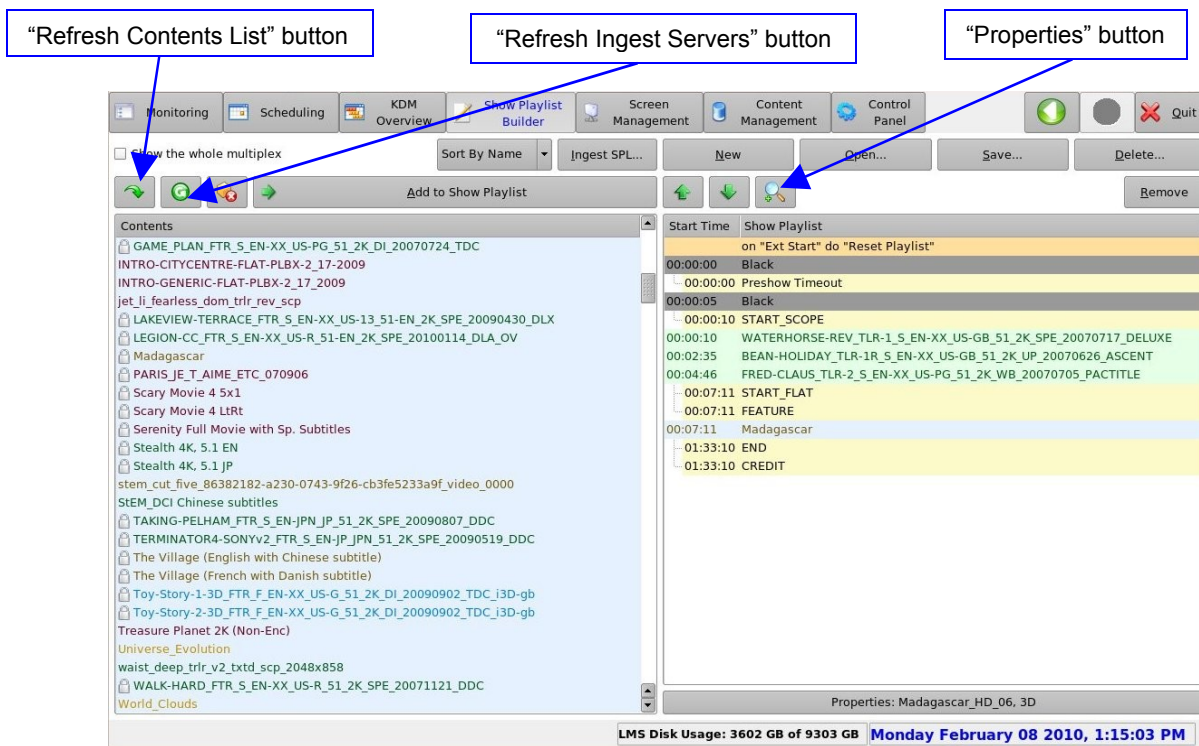 “Refresh Contents List” button
“Refresh Ingest Servers” button
“Properties” button
Monitoring
Scheduling
KDM
Overview
Show Playlist
Builder
Screen
Management
Content
Management
Control
Panel
Quit
Show the whole multiplex
Sort By Name
Ingest SPL...
New
Open...
Save...
Delete...
Add to Show Playlist
Remove
Contents
GAME_PLAN_FTR_S_EN-XX_US-PG_51_2K_DI_20070724_TDC
INTRO-CITYCENTRE-FLAT-PLBX-2_17-2009
INTRO-GENERIC-FLAT-PLBX-2_17_2009
jet_li_fearless_dom_trlr_rev_scp
LAKEVIEW-TERRACE_FTR_S_EN-XX_US-13_51-EN_2K_SPE_20090430_DLX
LEGION-CC_FTR_S_EN-XX_US-R_51-EN_2K_SPE_20100114_DLA_OV
Madagascar
PARIS_JE_T_AIME_ETC_070906
Scary Movie 4 5x1
Scary Movie 4 LtRt
Serenity Full Movie with Sp. Subtitles
Stealth 4K, 5.1 EN
Stealth 4K, 5.1 JP
stem_cut_five_86382182-a230-0743-9f26-cb3fe5233a9f_video_0000
StEM_DCI Chinese subtitles
TAKING-PELHAM_FTR_S_EN-JPN_JP_51_2K_SPE_20090807_DDC
TERMINATOR4-SONYv2_FTR_S_EN-JP_JPN_51_2K_SPE_20090519_DDC
The Village (English with Chinese subtitle)
The Village (French with Danish subtitle)
Toy-Story-1-3D_FTR_F_EN-XX_US-G_51_2K_DI_20090902_TDC_i3D-gb
Toy-Story-2-3D_FTR_F_EN-XX_US-G_51_2K_DI_20090902_TDC_i3D-gb
Treasure Planet 2K (Non-Enc)
Universe_Evolution
waist_deep_trlr_v2_txtd_scp_2048x858
WALK-HARD_FTR_S_EN-XX_US-R_51_2K_SPE_20071121_DDC
World_Clouds
Start Time Show Playlist
on "Ext Start" do "Reset Playlist"
00:00:00 Black
00:00:00 Preshow Timeout
00:00:05 Black
00:00:10 START_SCOPE
00:00:10 WATERHORSE-REV_TLR-1_S_EN-XX_US-GB_51_2K_SPE_20070717_DELUXE
00:02:35 BEAN-HOLIDAY_TLR-1R_S_EN-XX_US-GB_51_2K_UP_20070626_ASCENT
00:04:46 FRED-CLAUS_TLR-2_S_EN-XX_US-PG_51_2K_WB_20070705_PACTITLE
00:07:11 START_FLAT
00:07:11 FEATURE
00:07:11 Madagascar
01:33:10 END
01:33:10 CREDIT
Properties: Madagascar_HD_06, 3D
LMS Disk Usage: 3602 GB of 9303 GB
Monday February 08 2010, 1:15:03 PM